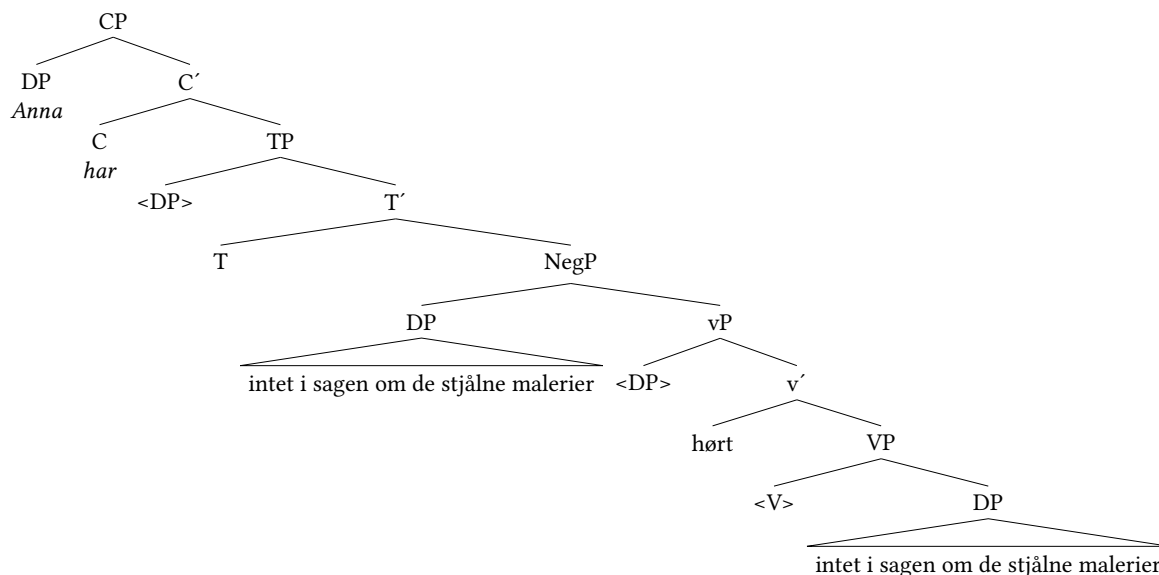 CP
DP
C′
Anna
C
TP
har
<DP>
T′
T
NegP
DP
vP
intet i sagen om de stjålne malerier
<DP>
v′
hørt
VP
<V>
DP
intet i sagen om de stjålne malerier